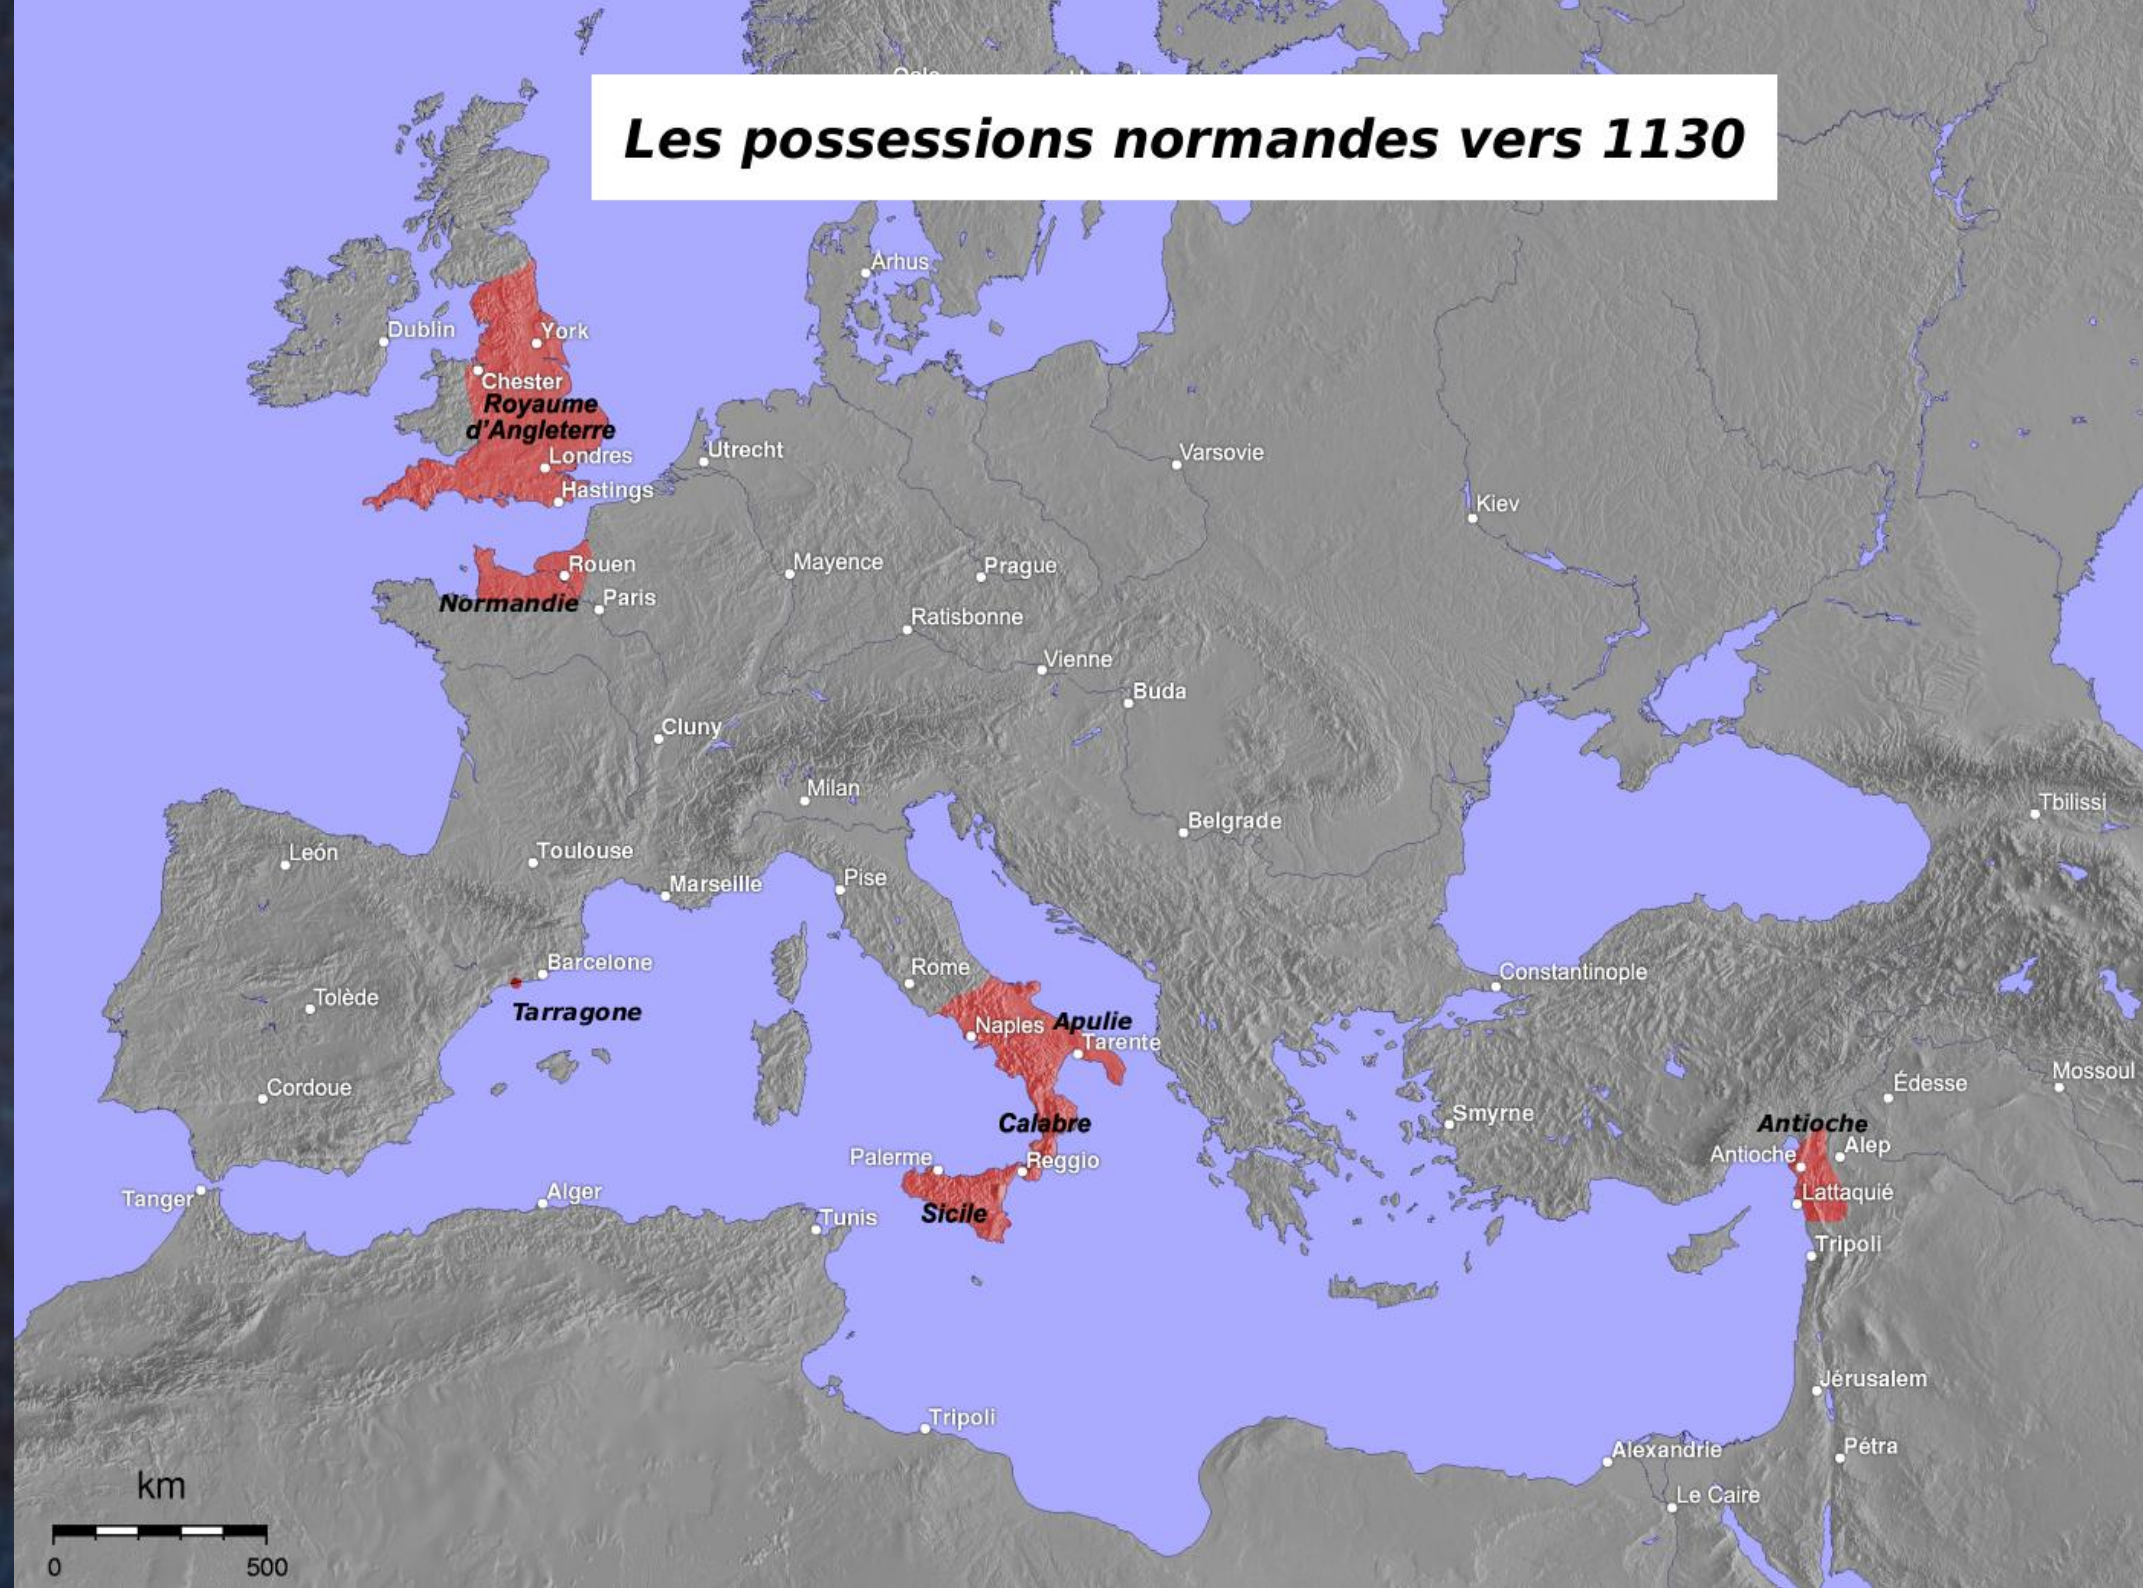 Les possessions normandes vers 1130
Århus
Dublin
York
Chester
Royaume
d'Angleterre
Londres
Hastings
Utrecht
Varsovie
Kiev
Rouen
Normandie
Paris
Mayence
Prague
Ratisbonne
Vienne
Buda
Cluny
Milan
Belgrade
Tbilissi
León
Toulouse
Marseille
Pise
Barcelone
Tarragone
Tolède
Cordoue
Rome
Naples
Apulie
Tarente
Constantinople
Smyrne
Édesse
Mossoul
Antioche
Antioche
Alep
Lattaquié
Tripoli
Calabre
Reggio
Palerme
Sicile
Tanger
Alger
Tunis
Tripoli
Jérusalem
Pétra
Alexandrie
Le Caire
km
0
500